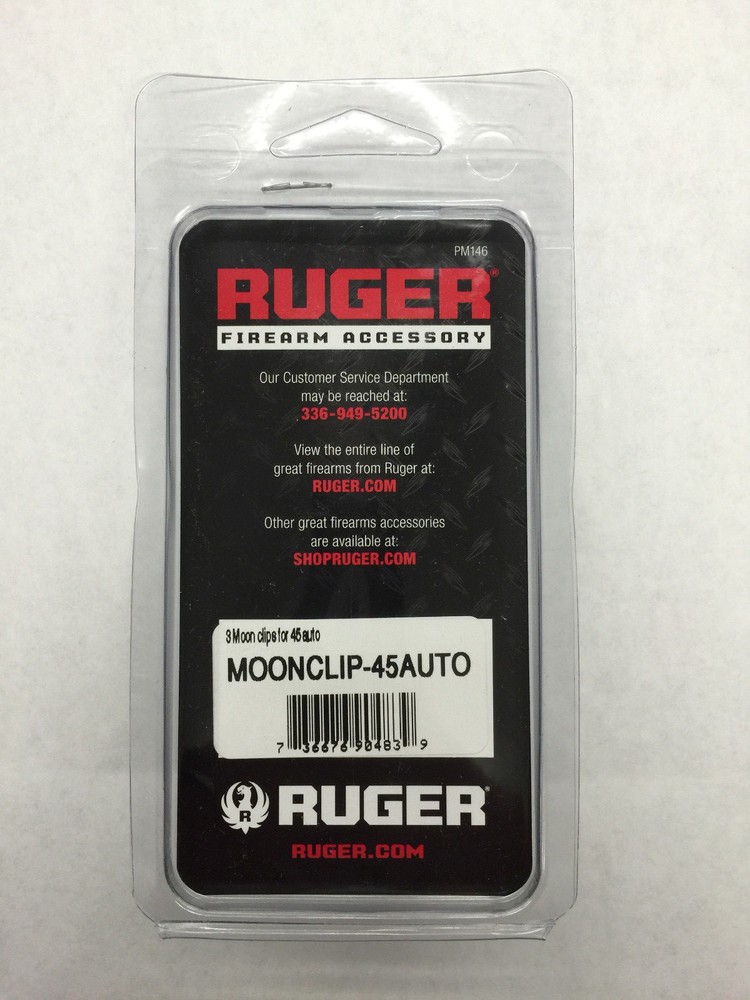 PM146
RUGER®
FIREARM ACCESSORY
Our Customer Service Department
may be reached at:
336-949-5200
View the entire line of
great firearms from Ruger at:
RUGER.COM
Other great firearms accessories
are available at:
SHOPRUGER.COM
3 Moon clips for 45 auto
MOONCLIP-45AUTO
7 36676 90483 9
R RUGER®
RUGER.COM